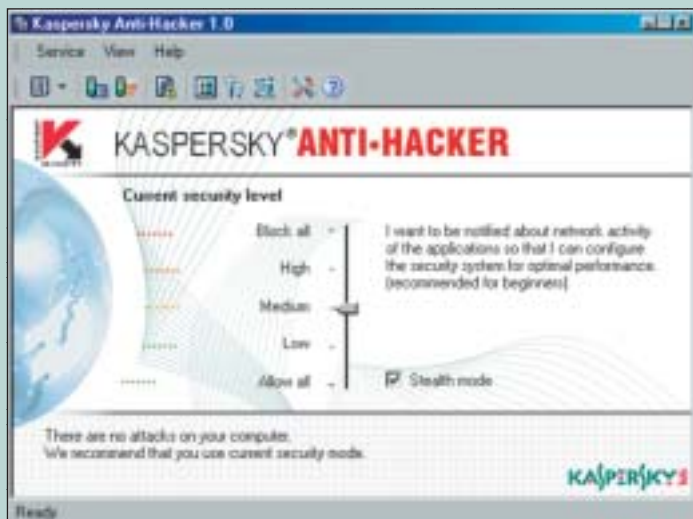 Kaspersky Anti-Hacker 1.0
Service View Help
KASPERSKY® ANTI•HACKER
Current security level
Block all
High
Medium
Low
Allow all
I want to be notified about network activity
of the applications so that I can configure
the security system for optimal performance.
(recommended for beginners)
Stealth mode
There are no attacks on your computer.
We recommend that you use current security mode.
KASPERSKY
Ready